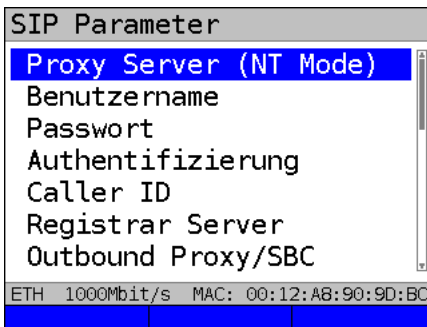 SIP Parameter
Proxy Server (NT Mode)
Benutzername
Passwort
Authentifizierung
Caller ID
Registrar Server
Outbound Proxy/SBC
ETH 1000Mbit/s MAC: 00:12:A8:90:9D:BC